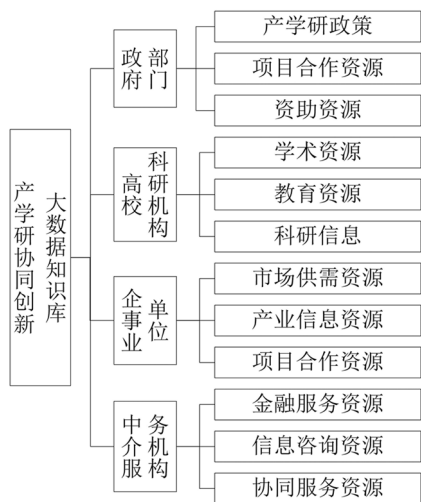 产学研协同创新
大数据知识库
政府
部门
产学研政策
项目合作资源
资助资源
高校
科研机构
学术资源
教育资源
科研信息
企事业
单位
市场供需资源
产业信息资源
项目合作资源
中介服
务机构
金融服务资源
信息咨询资源
协同服务资源